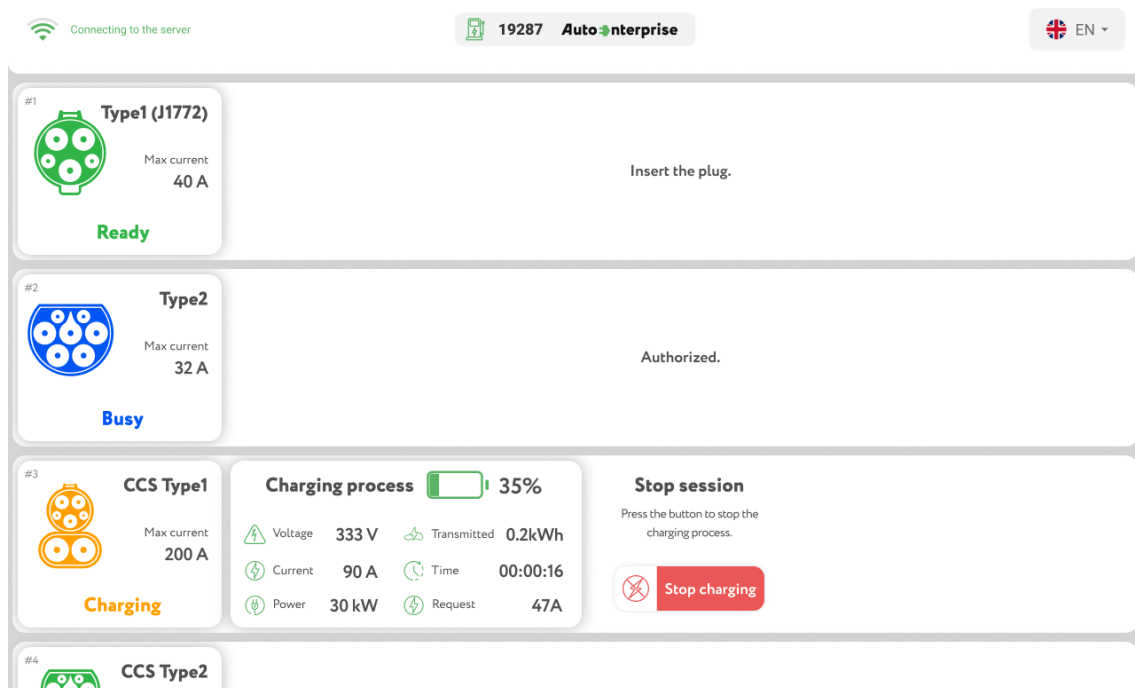 Connecting to the server
19287 Auto Enterprise
EN
#1
Type1 (J1772)
Max current
40 A
Ready
Insert the plug.
#2
Type2
Max current
32 A
Busy
Authorized.
#3
CCS Type1
Max current
200 A
Charging
Charging process 35%
Voltage 333 V Transmitted 0.2kWh
Current 90 A Time 00:00:16
Power 30 kW Request 47A
Stop session
Press the button to stop the
charging process.
Stop charging
#4
CCS Type2